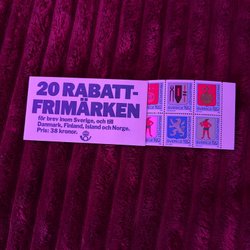 20 RABATT-
FRIMÄRKEN
för brev inom Sverige, och till
Danmark, Finland, Island och Norge.
Pris: 38 kronor.
SVERIGE SVERIGE SVERIGE